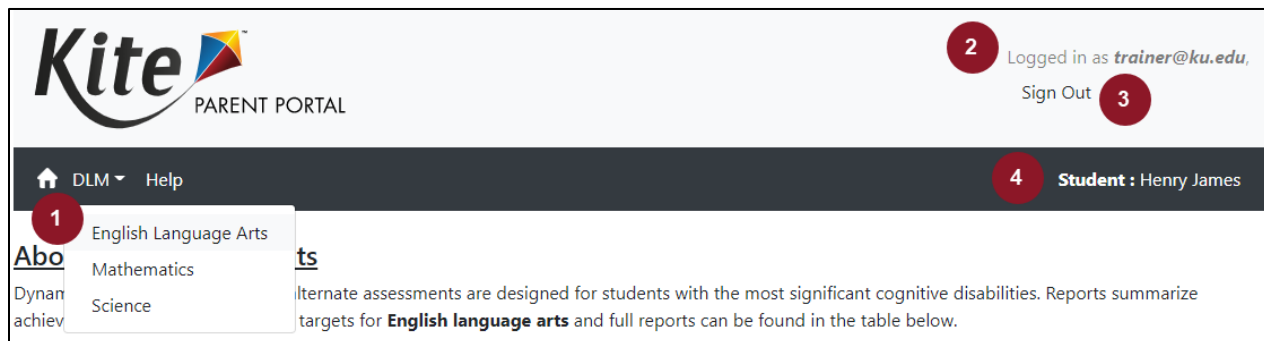 Kite
PARENT PORTAL
2 Logged in as trainer@ku.edu,
Sign Out 3
DLM Help 4 Student : Henry James
1
English Language Arts
Mathematics
Science
Abo ts
Dynam lternate assessments are designed for students with the most significant cognitive disabilities. Reports summarize
achiev targets for English language arts and full reports can be found in the table below.